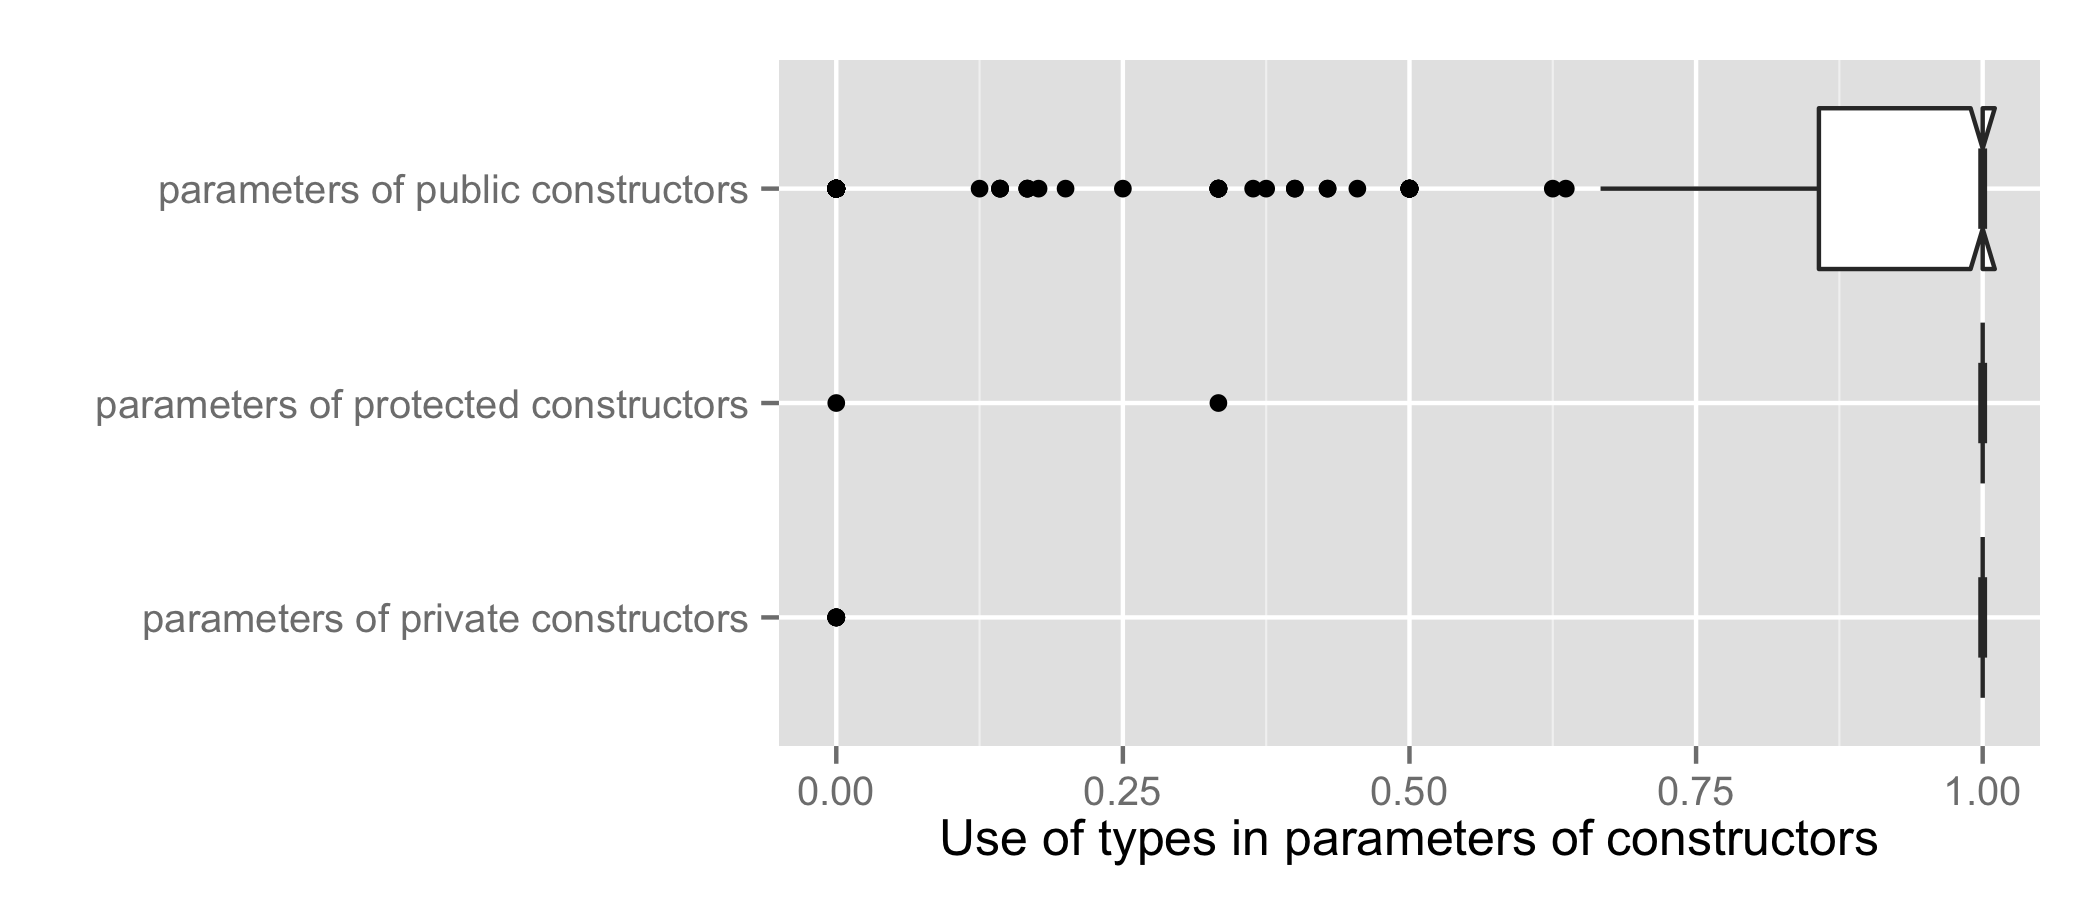 parameters of public constructors
parameters of protected constructors
parameters of private constructors
0.00 0.25 0.50 0.75 1.00
Use of types in parameters of constructors